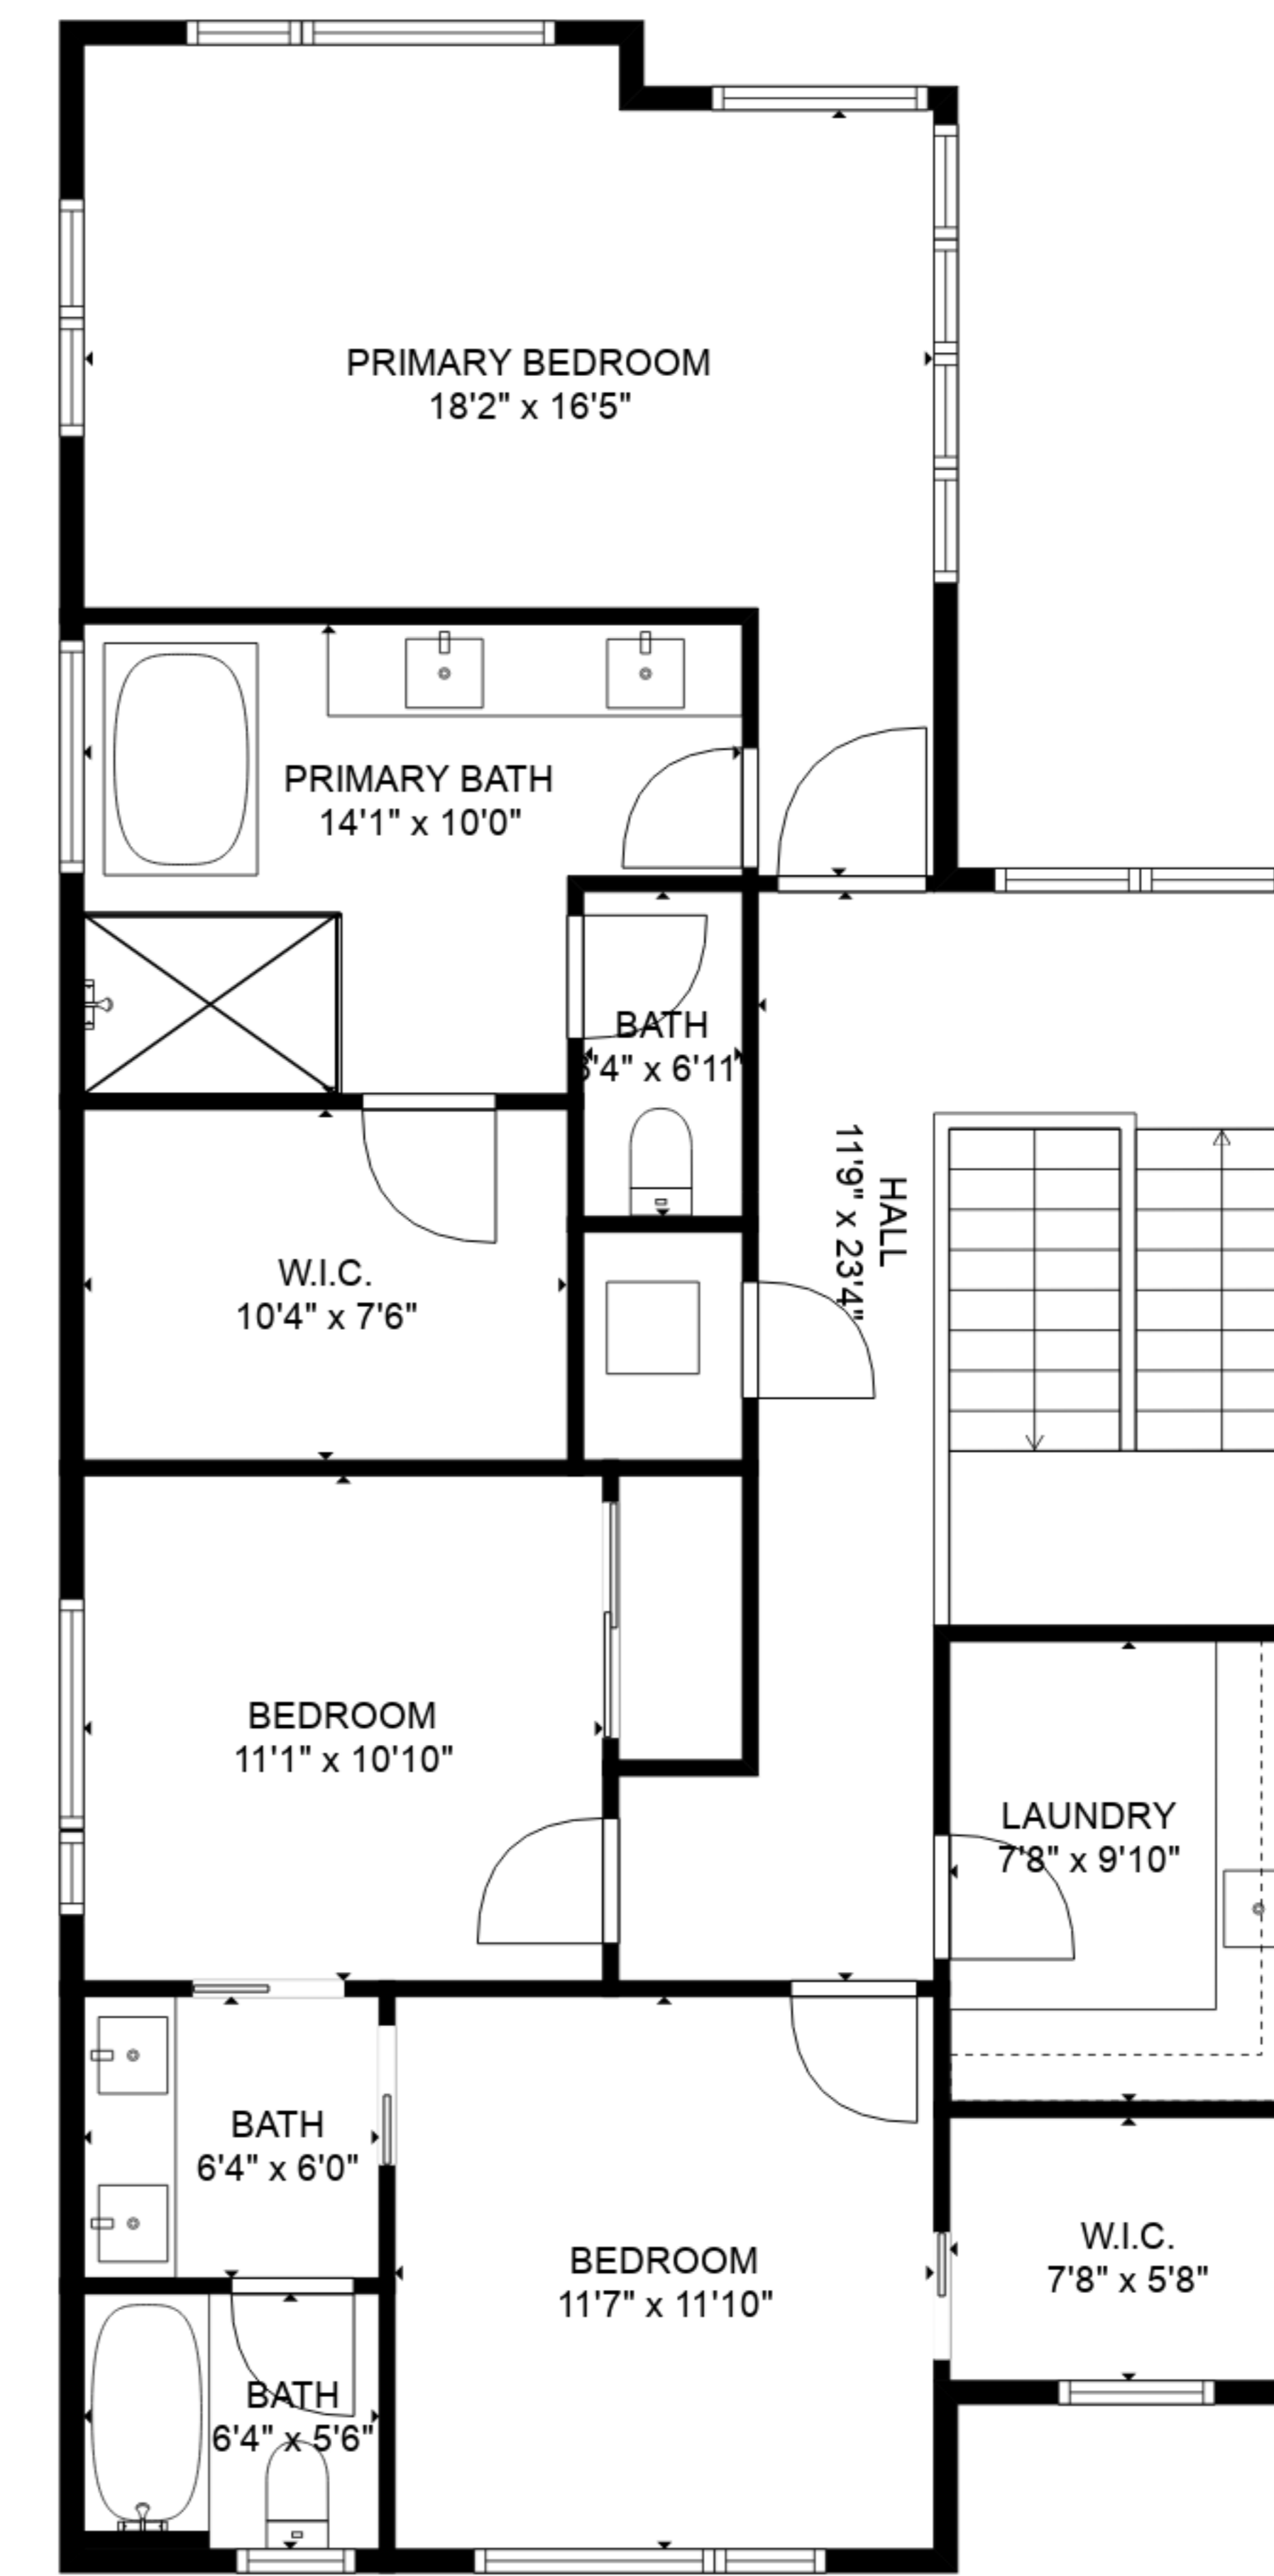 PRIMARY BEDROOM
18'2" x 16'5"
PRIMARY BATH
14'1" x 10'0"
BATH
3'4" x 6'11"
HALL
11'9" x 23'4"
W.I.C.
10'4" x 7'6"
BEDROOM
11'1" x 10'10"
LAUNDRY
7'8" x 9'10"
BATH
6'4" x 6'0"
W.I.C.
7'8" x 5'8"
BEDROOM
11'7" x 11'10"
BATH
6'4" x 5'6"